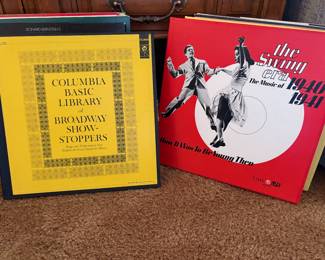 COLUMBIA
BASIC
LIBRARY
of
BROADWAY
SHOW-
STOPPERS
the
Swing
era
The Music of
1940
1941
How It Was To Be Young Then